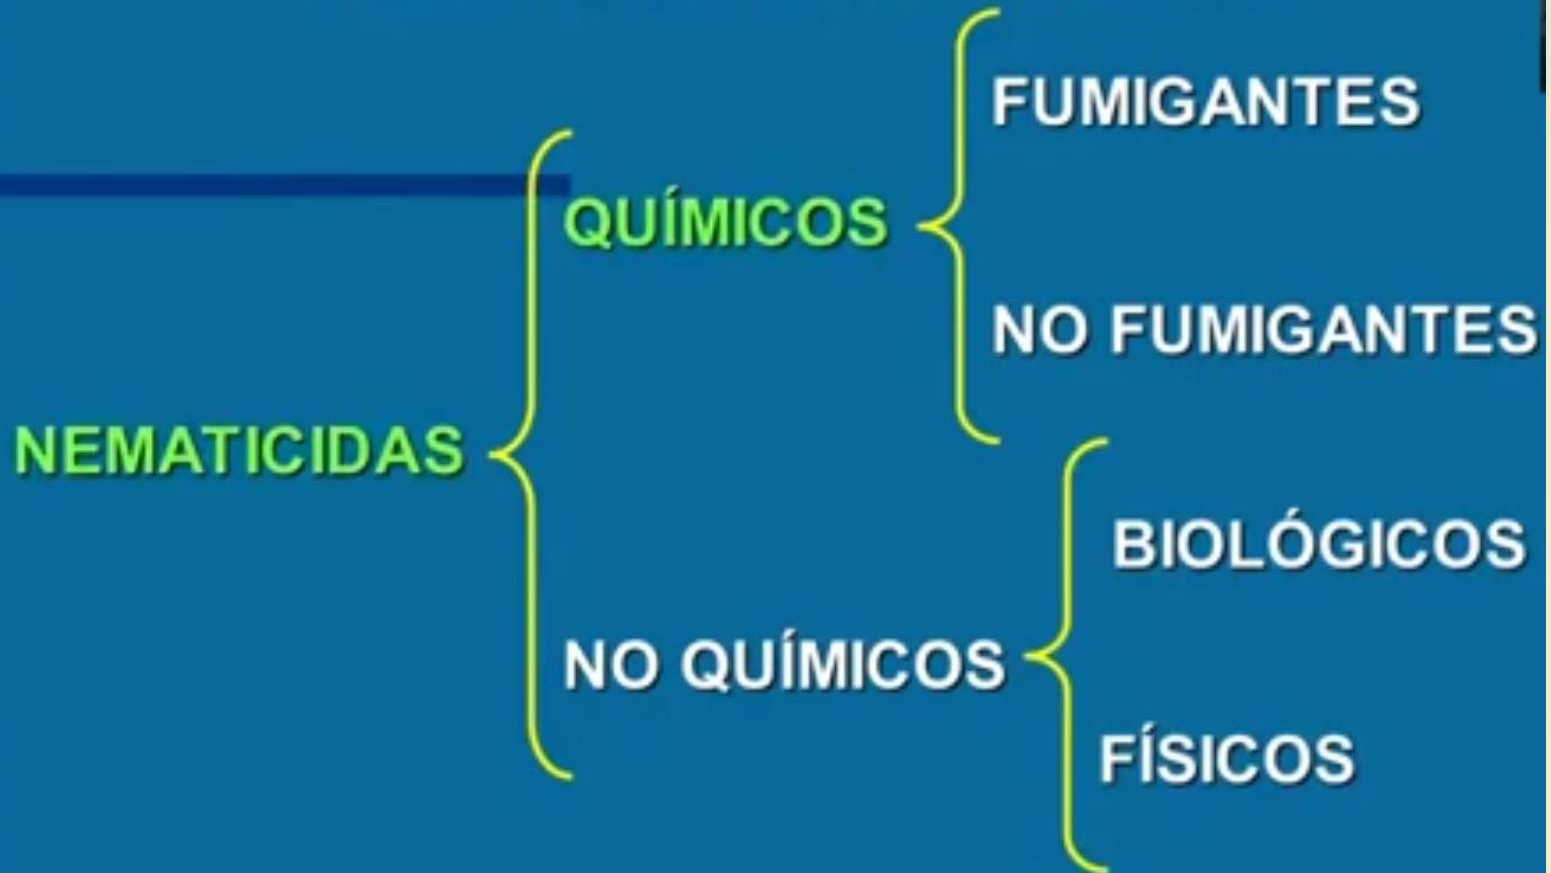 NEMATICIDAS
QUÍMICOS
FUMIGANTES
NO FUMIGANTES
NO QUÍMICOS
BIOLÓGICOS
FÍSICOS